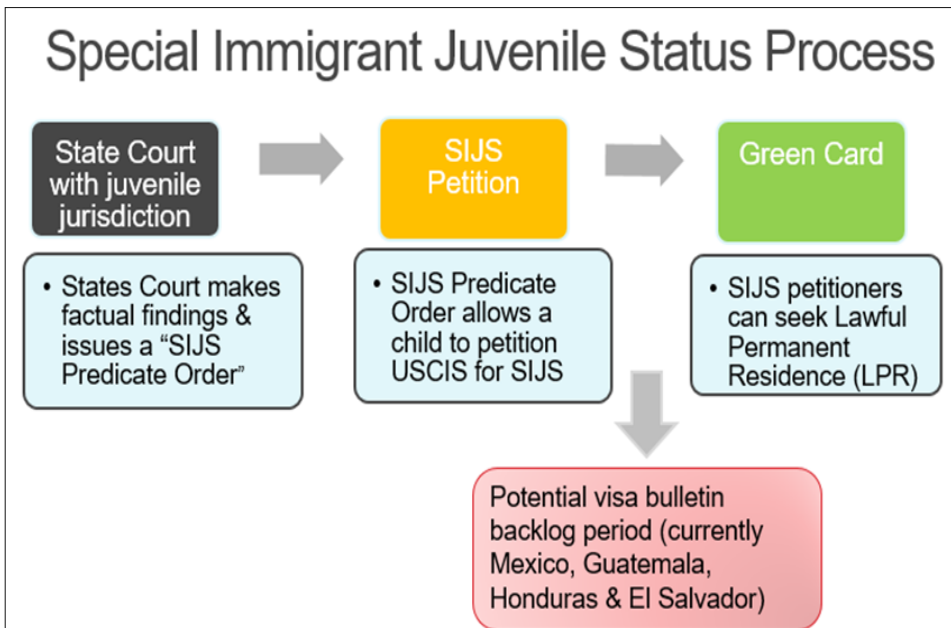 Special Immigrant Juvenile Status Process
State Court
with juvenile
jurisdiction
SIJS
Petition
Green Card
• States Court makes
factual findings &
issues a “SIJS
Predicate Order”
• SIJS Predicate
Order allows a
child to petition
USCIS for SIJS
• SIJS petitioners
can seek Lawful
Permanent
Residence (LPR)
Potential visa bulletin
backlog period (currently
Mexico, Guatemala,
Honduras & El Salvador)